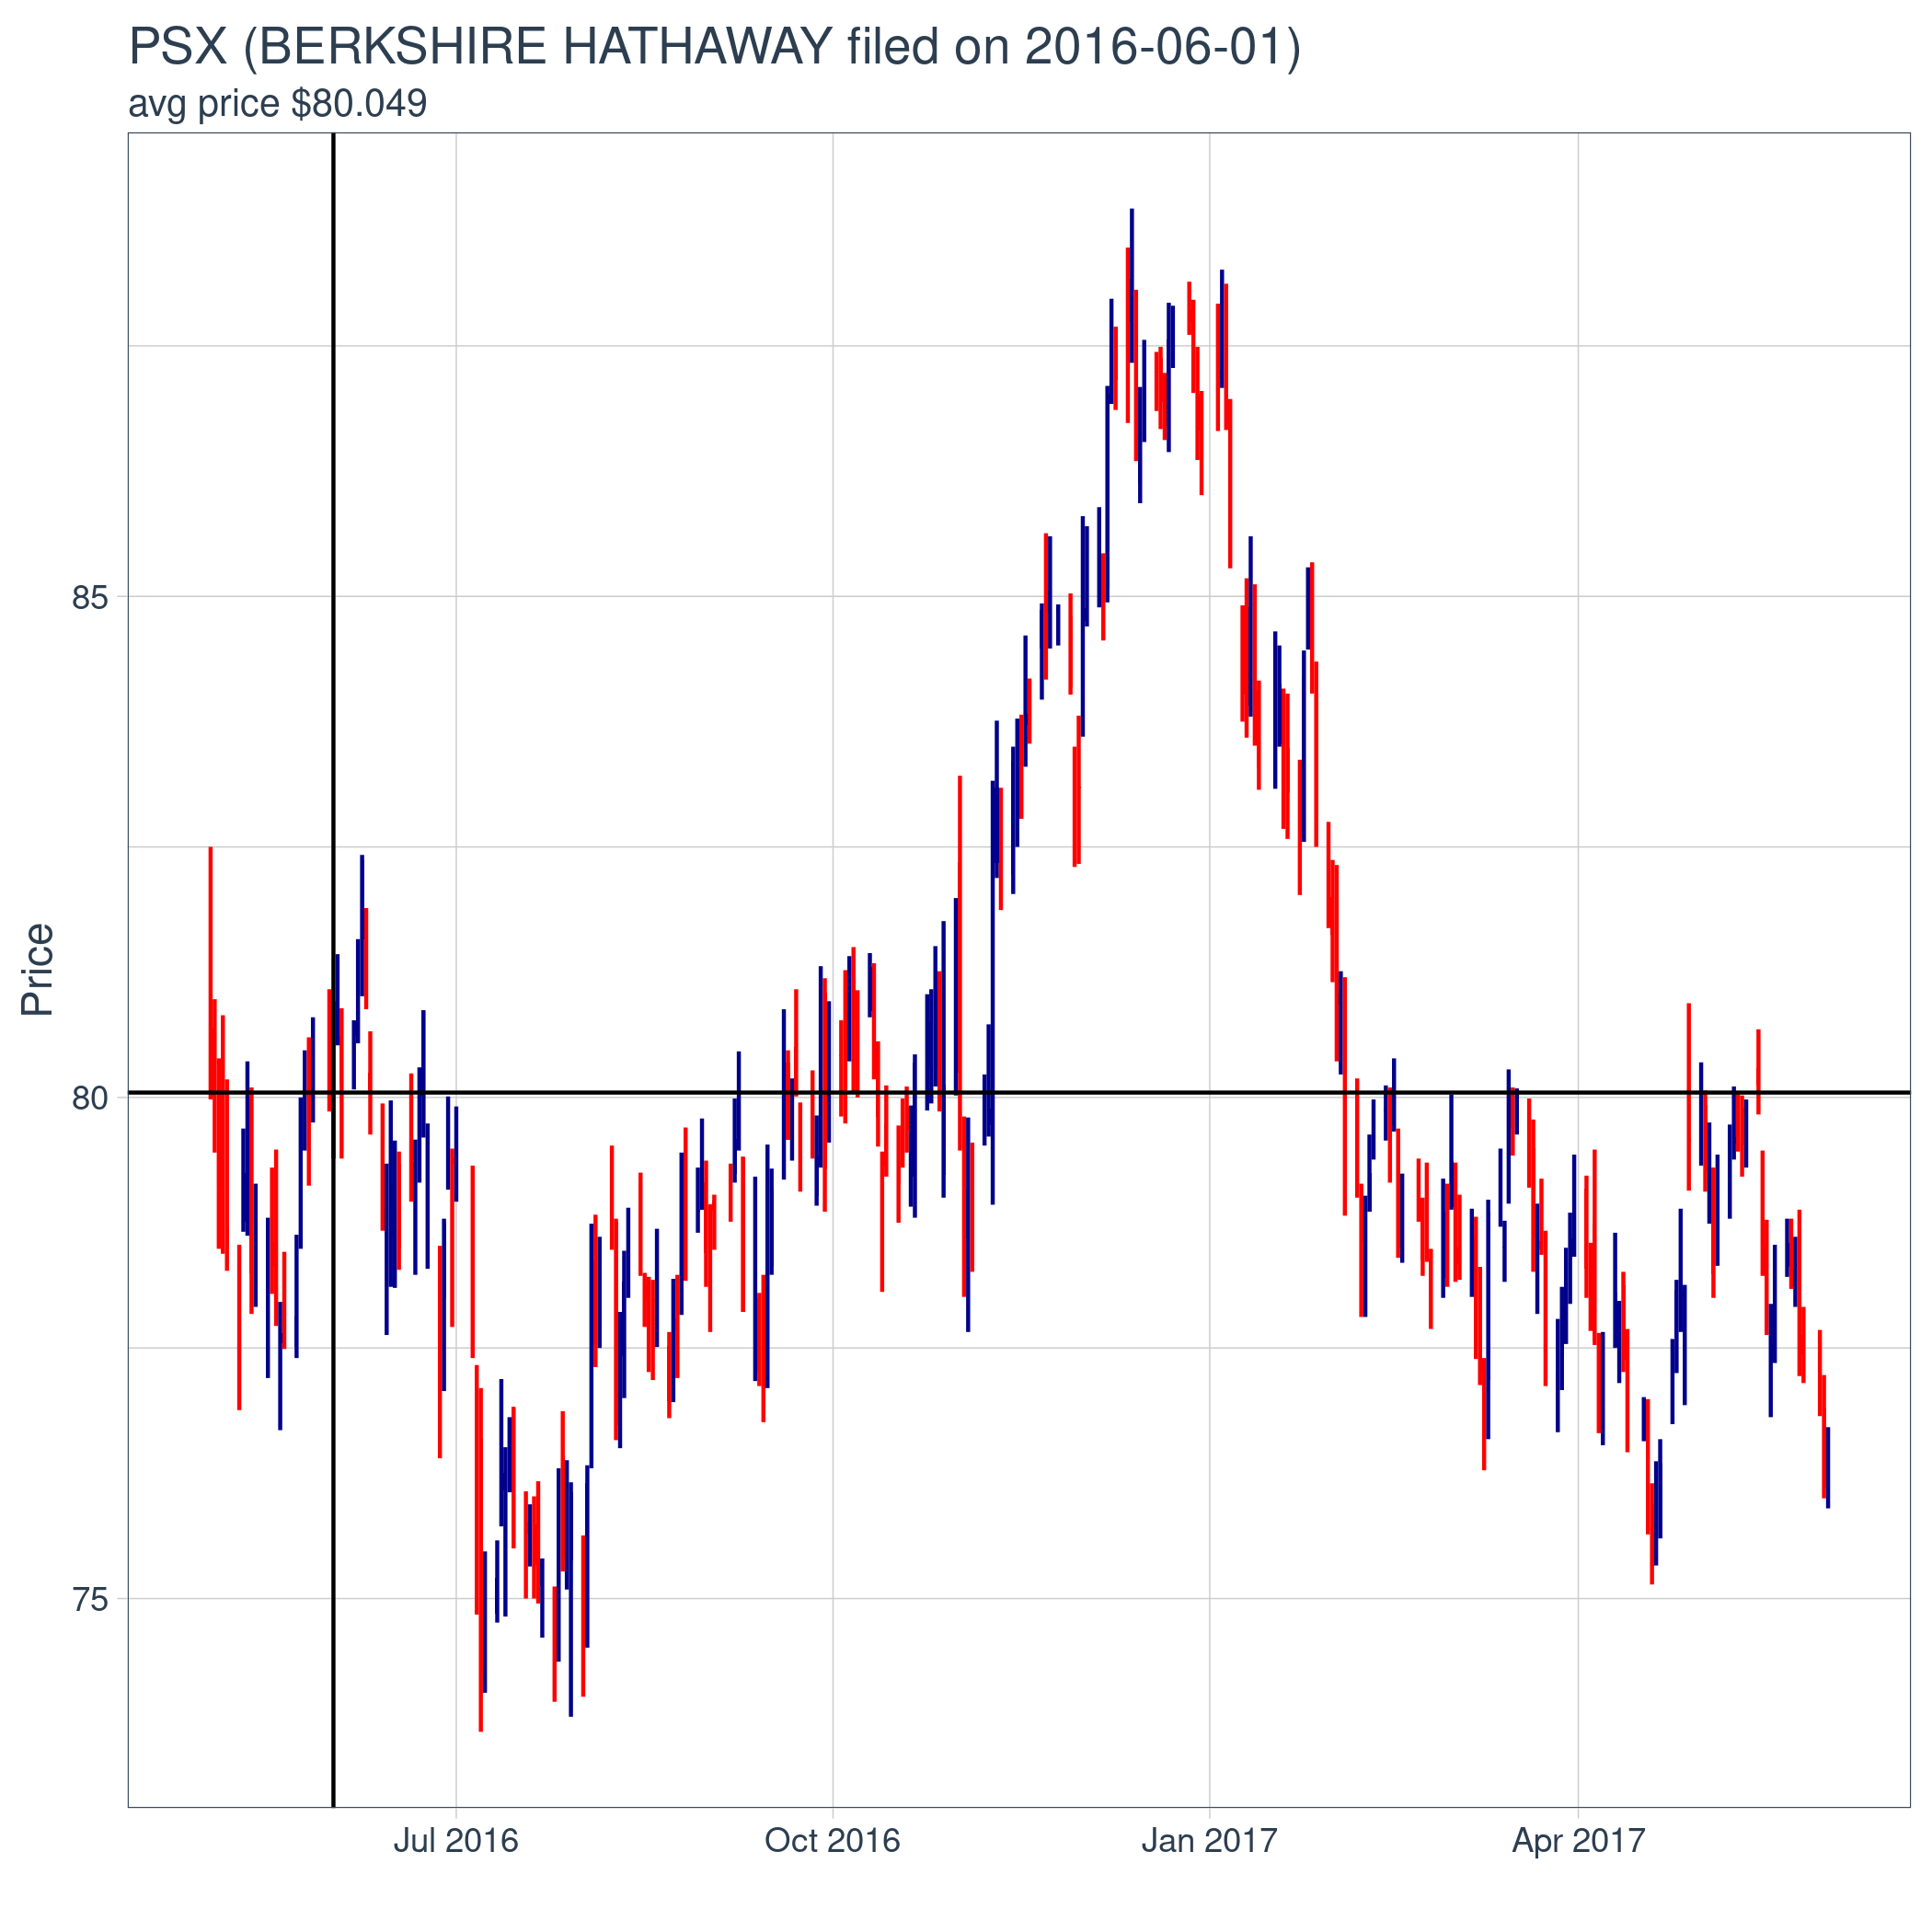 PSX (BERKSHIRE HATHAWAY filed on 2016-06-01)
avg price $80.049
Price
85
80
75
Jul 2016
Oct 2016
Jan 2017
Apr 2017